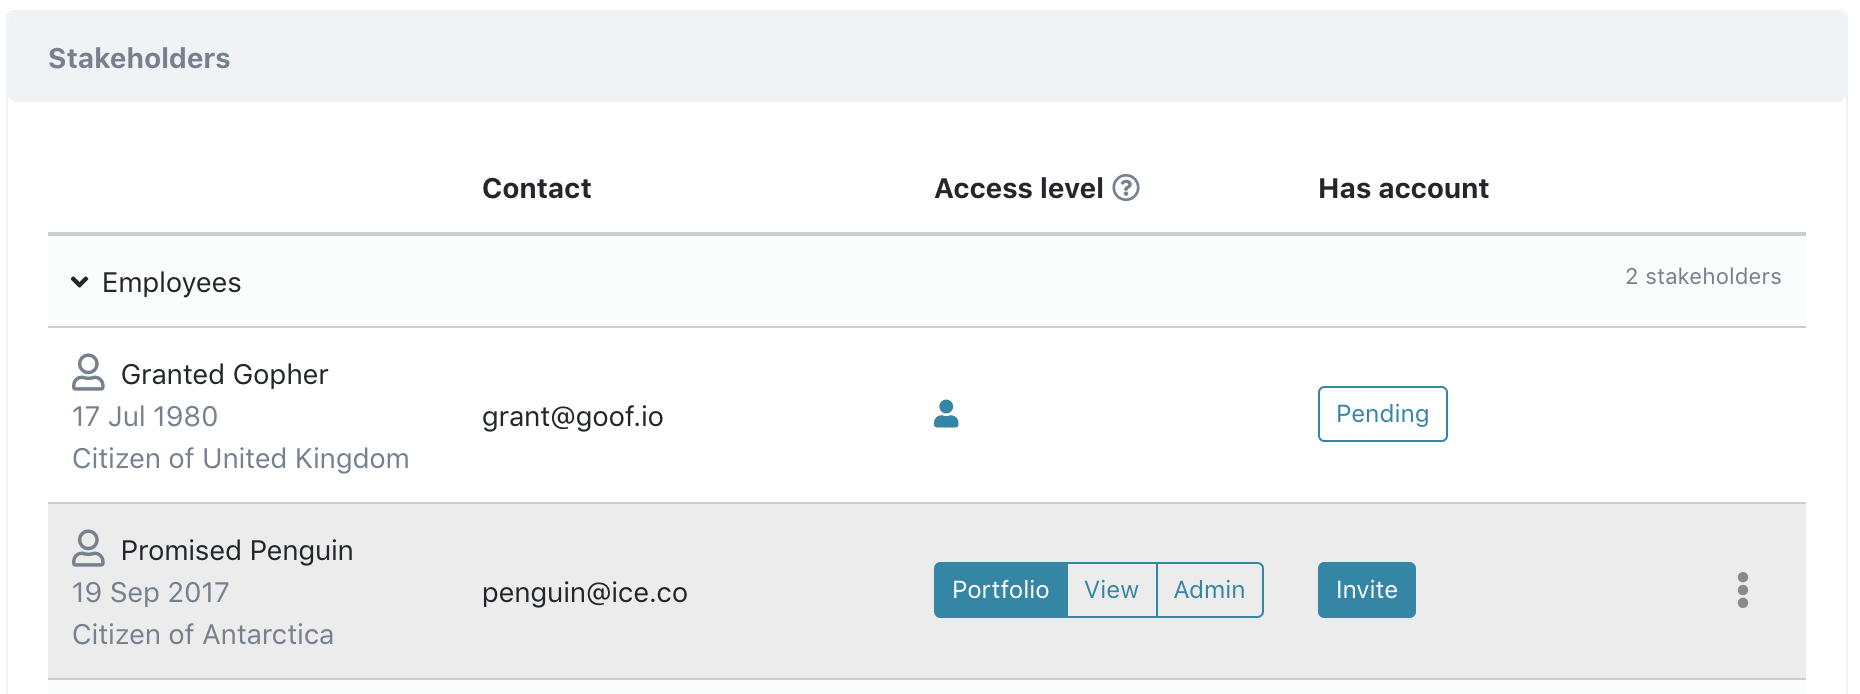 Stakeholders
Contact Access level Has account
Employees 2 stakeholders
Granted Gopher
17 Jul 1980
Citizen of United Kingdom
grant@goof.io
Pending
Promised Penguin
19 Sep 2017
Citizen of Antarctica
penguin@ice.co
Portfolio View Admin
Invite